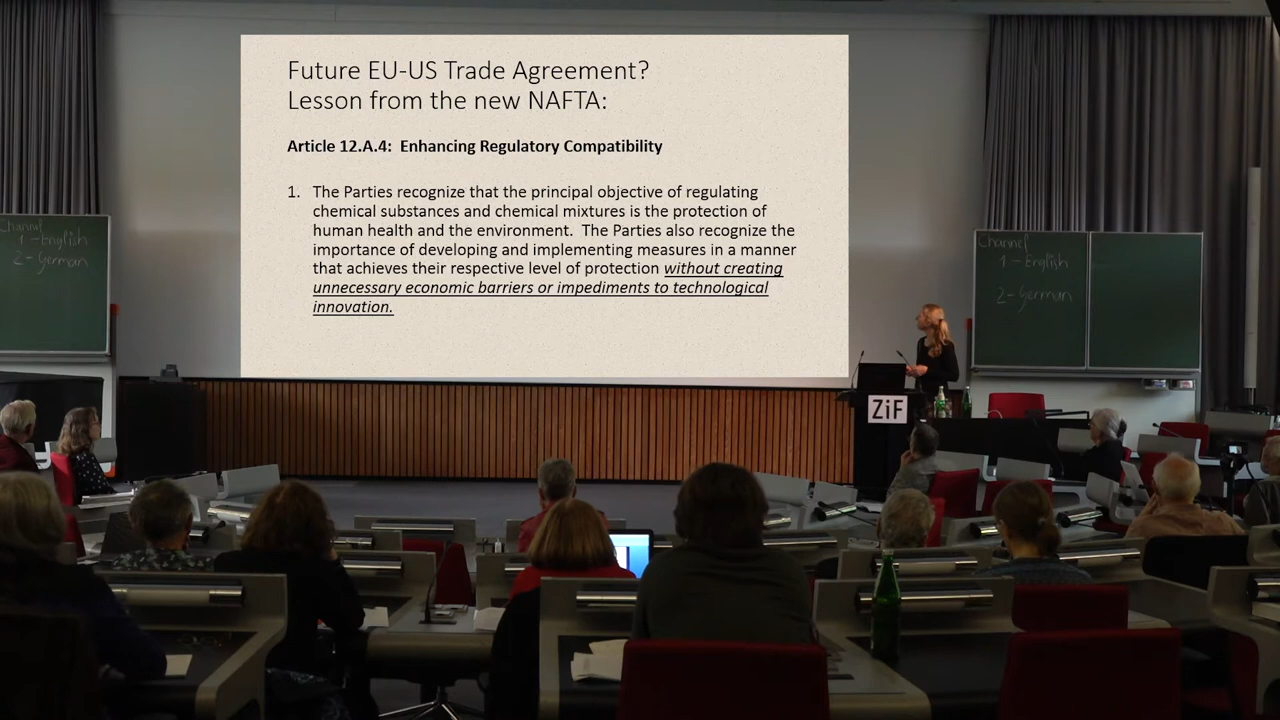 Future EU-US Trade Agreement?
Lesson from the new NAFTA:
Article 12.A.4: Enhancing Regulatory Compatibility
1. The Parties recognize that the principal objective of regulating
chemical substances and chemical mixtures is the protection of
human health and the environment. The Parties also recognize the
importance of developing and implementing measures in a manner
that achieves their respective level of protection without creating
unnecessary economic barriers or impediments to technological
innovation.
Channel
1 - English
2 - German
Channel
1 - English
2 - German
ZiF